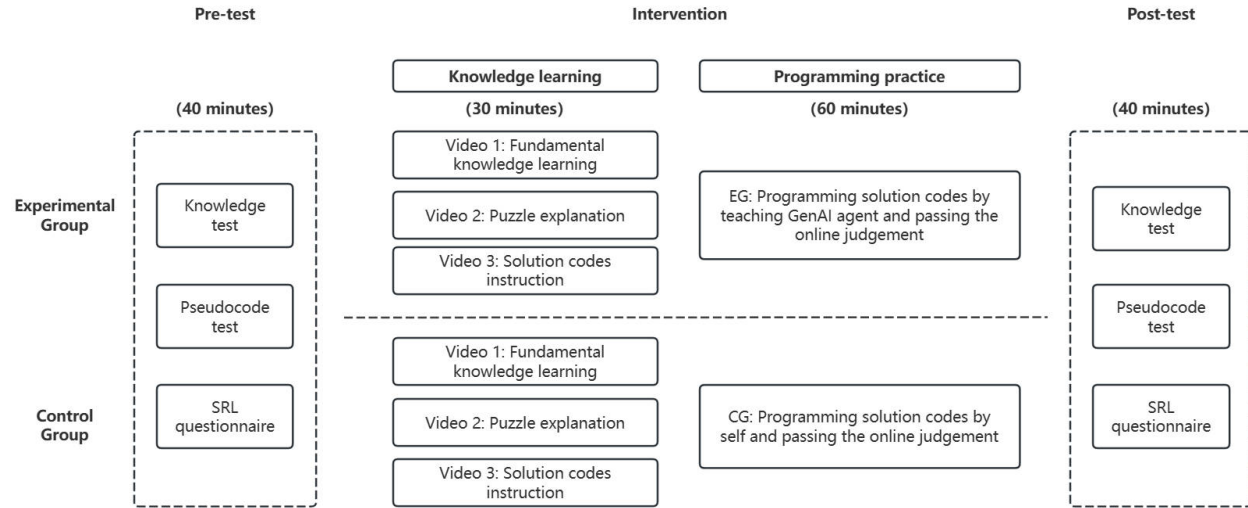 Pre-test
Intervention
Post-test
Knowledge learning
Programming practice
(40 minutes)
(30 minutes)
(60 minutes)
(40 minutes)
Experimental
Group
Knowledge
test
Pseudocode
test
SRL
questionnaire
Video 1: Fundamental
knowledge learning
Video 2: Puzzle explanation
Video 3: Solution codes
instruction
EG: Programming solution codes by
teaching GenAI agent and passing the
online judgement
Knowledge
test
Pseudocode
test
SRL
questionnaire
Control
Group
Video 1: Fundamental
knowledge learning
Video 2: Puzzle explanation
Video 3: Solution codes
instruction
CG: Programming solution codes by
self and passing the online judgement